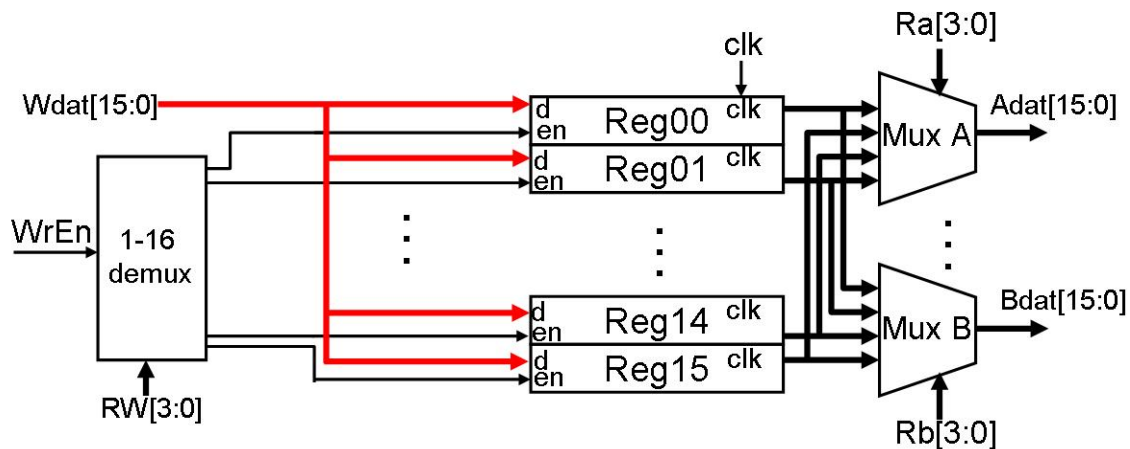 clk
Ra[3:0]
Wdat[15:0]
d
en
Reg00
clk
Mux A
Adat[15:0]
d
en
Reg01
WrEn
1-16
demux
d
en
Reg14
clk
Mux B
Bdat[15:0]
d
en
Reg15
clk
RW[3:0]
Rb[3:0]